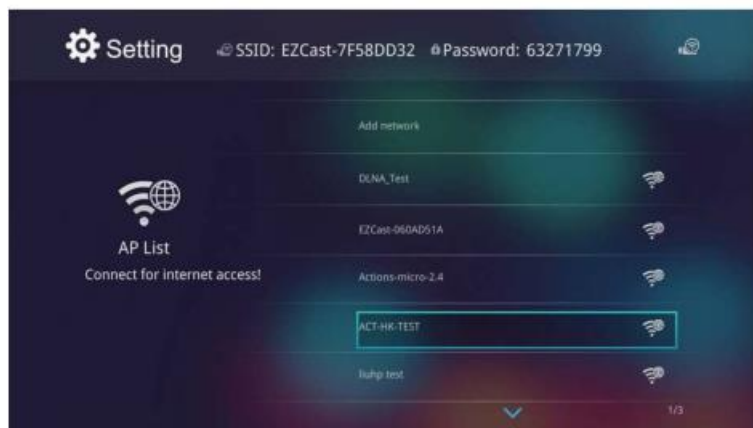 Setting SSID: EZCast-7F58DD32 Password: 63271799
Add network
DLNA_Test
EZCast-060AD51A
AP List
Connect for internet access!
Actions-micro-2.4
ACT-HK-TEST
liuhp test
1/3